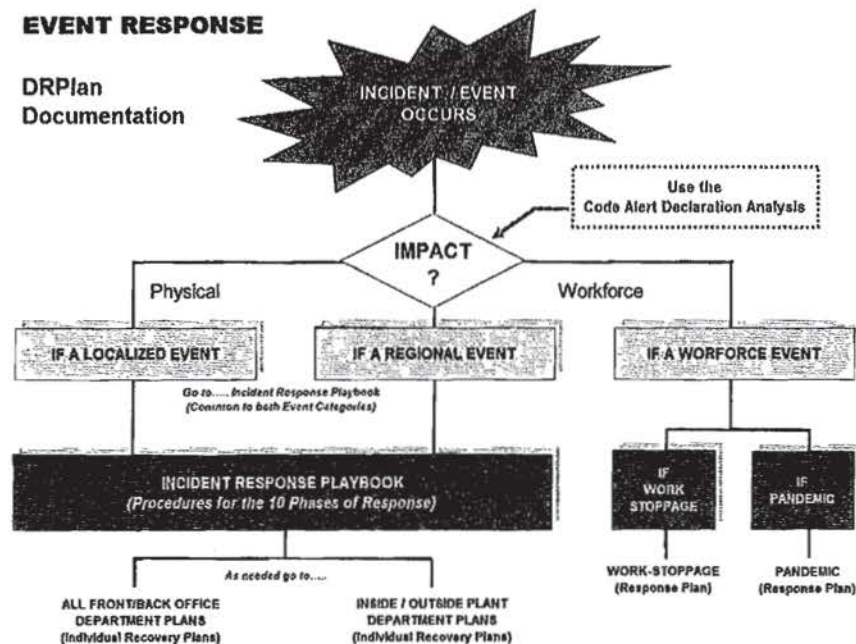 EVENT RESPONSE
DRPlan
Documentation
INCIDENT / EVENT
OCCURS
Use the
Code Alert Declaration Analysis
IMPACT
?
Physical
Workforce
IF A LOCALIZED EVENT
IF A REGIONAL EVENT
IF A WORFORCE EVENT
Go to..... Incident Response Playbook
(Common to both Event Categories)
INCIDENT RESPONSE PLAYBOOK
(Procedures for the 10 Phases of Response)
IF
WORK
STOPPAGE
IF
PANDEMIC
As needed go to.....
WORK-STOPPAGE
(Response Plan)
PANDEMIC
(Response Plan)
ALL FRONT/BACK OFFICE
DEPARTMENT PLANS
(Individual Recovery Plans)
INSIDE / OUTSIDE PLANT
DEPARTMENT PLANS
(Individual Recovery Plans)